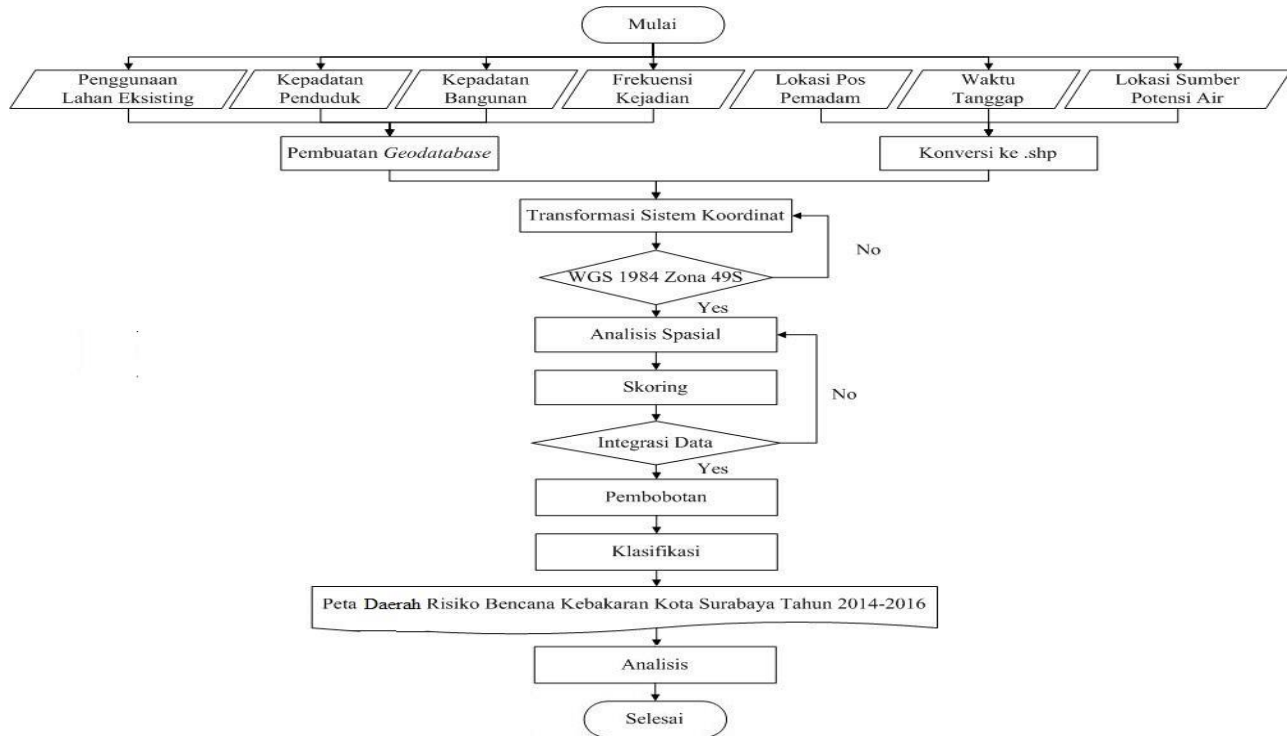 Mulai
Penggunaan
Lahan Eksisting
Kepadatan
Penduduk
Kepadatan
Bangunan
Frekuensi
Kejadian
Lokasi Pos
Pemadam
Waktu
Tanggap
Lokasi Sumber
Potensi Air
Pembuatan Geodatabase
Konversi ke .shp
Transformasi Sistem Koordinat
No
WGS 1984 Zona 49S
Yes
Analisis Spasial
Skoring
No
Integrasi Data
Yes
Pembobotan
Klasifikasi
Peta Daerah Risiko Bencana Kebakaran Kota Surabaya Tahun 2014-2016
Analisis
Selesai